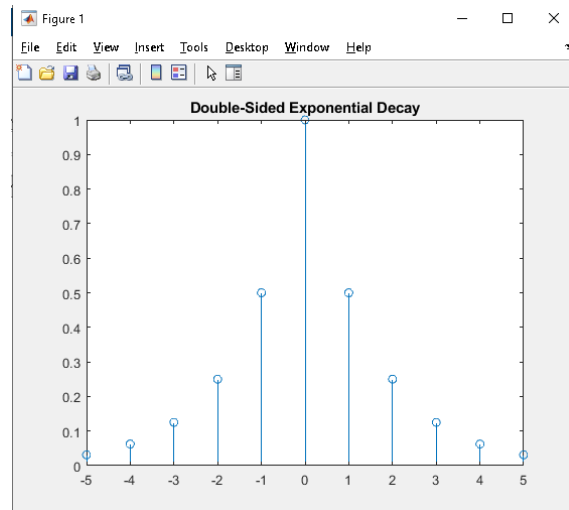 Figure 1
File Edit View Insert Tools Desktop Window Help
Double-Sided Exponential Decay
1
0.9
0.8
0.7
0.6
0.5
0.4
0.3
0.2
0.1
0
-5 -4 -3 -2 -1 0 1 2 3 4 5